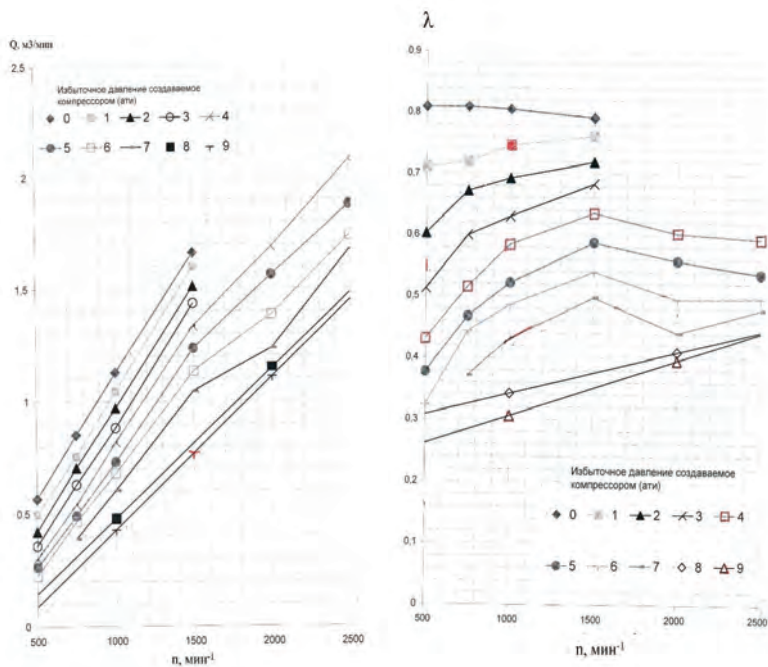 Q, м3/мин
2,5
2
1,5
1
0,5
0
Избыточное давление создаваемое
компрессором (ати)
0 1 2 3 4
5 6 7 8 9
500 1000 1500 2000 2500
n, мин-1
λ
0,9
0,8
0,7
0,6
0,5
0,4
0,3
0,2
0,1
0
Избыточное давление создаваемое
компрессором (ати)
0 1 2 3 4
5 6 7 8 9
500 1000 1500 2000 2500
n, мин-1